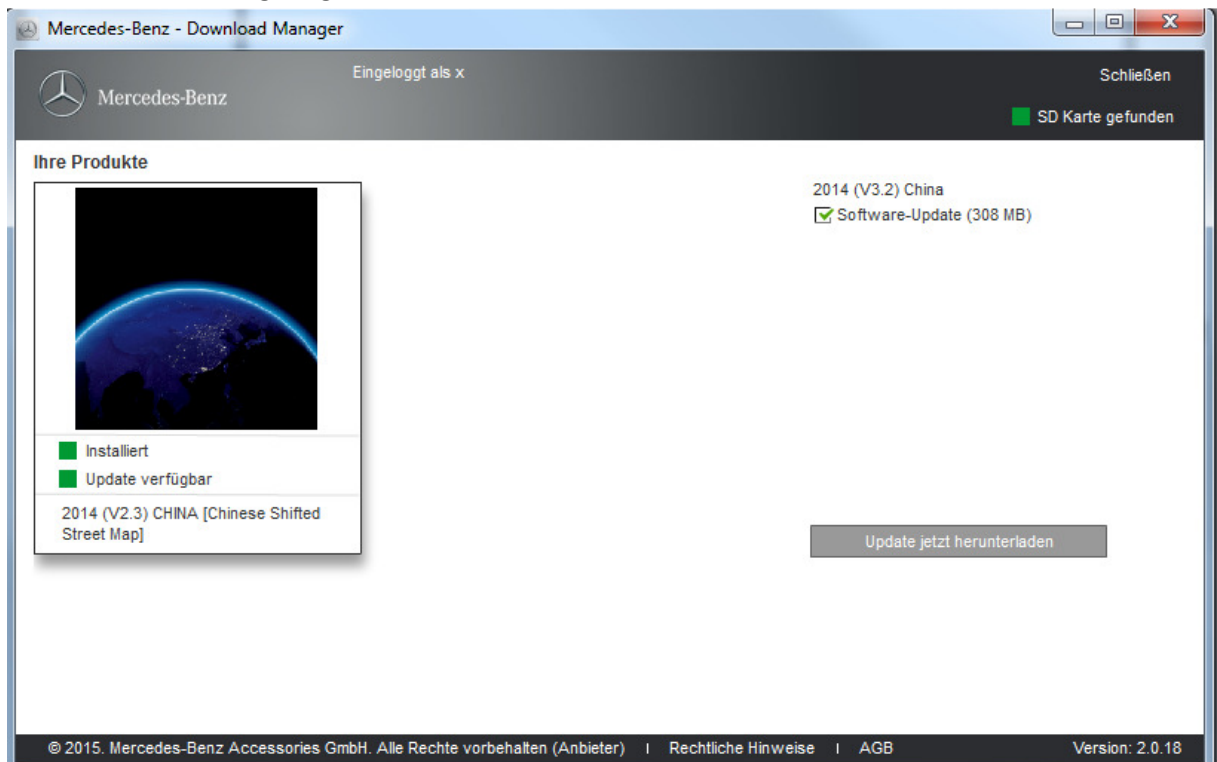 Mercedes-Benz - Download Manager
Eingeloggt als x
Schließen
Mercedes-Benz
SD Karte gefunden
Ihre Produkte
2014 (V3.2) China
Software-Update (308 MB)
Installiert
Update verfügbar
2014 (V2.3) CHINA [Chinese Shifted
Street Map]
Update jetzt herunterladen
© 2015. Mercedes-Benz Accessories GmbH. Alle Rechte vorbehalten (Anbieter) I Rechtliche Hinweise I AGB Version: 2.0.18